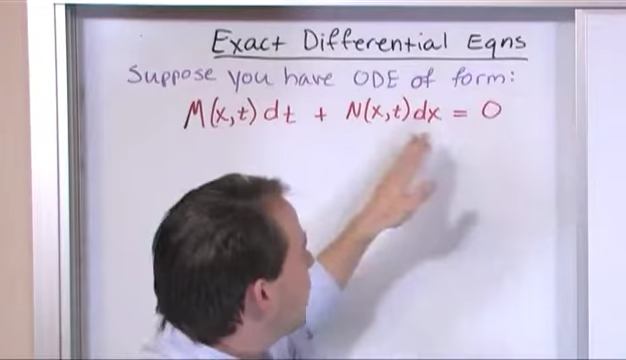 Exact Differential Eqns
Suppose you have ODE of form:
M(x,t) dt + N(x,t) dx = 0